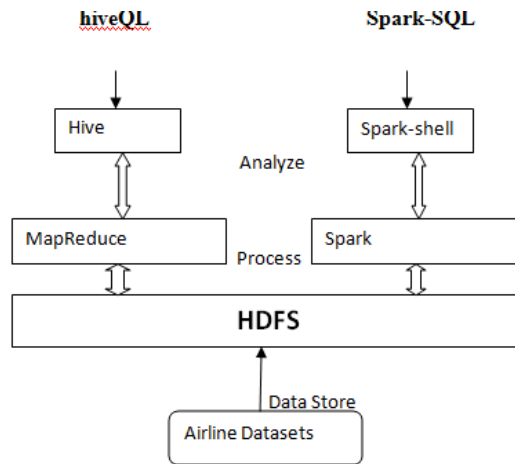 hiveQL
Spark-SQL
Hive
Spark-shell
Analyze
MapReduce
Spark
Process
HDFS
Data Store
Airline Datasets